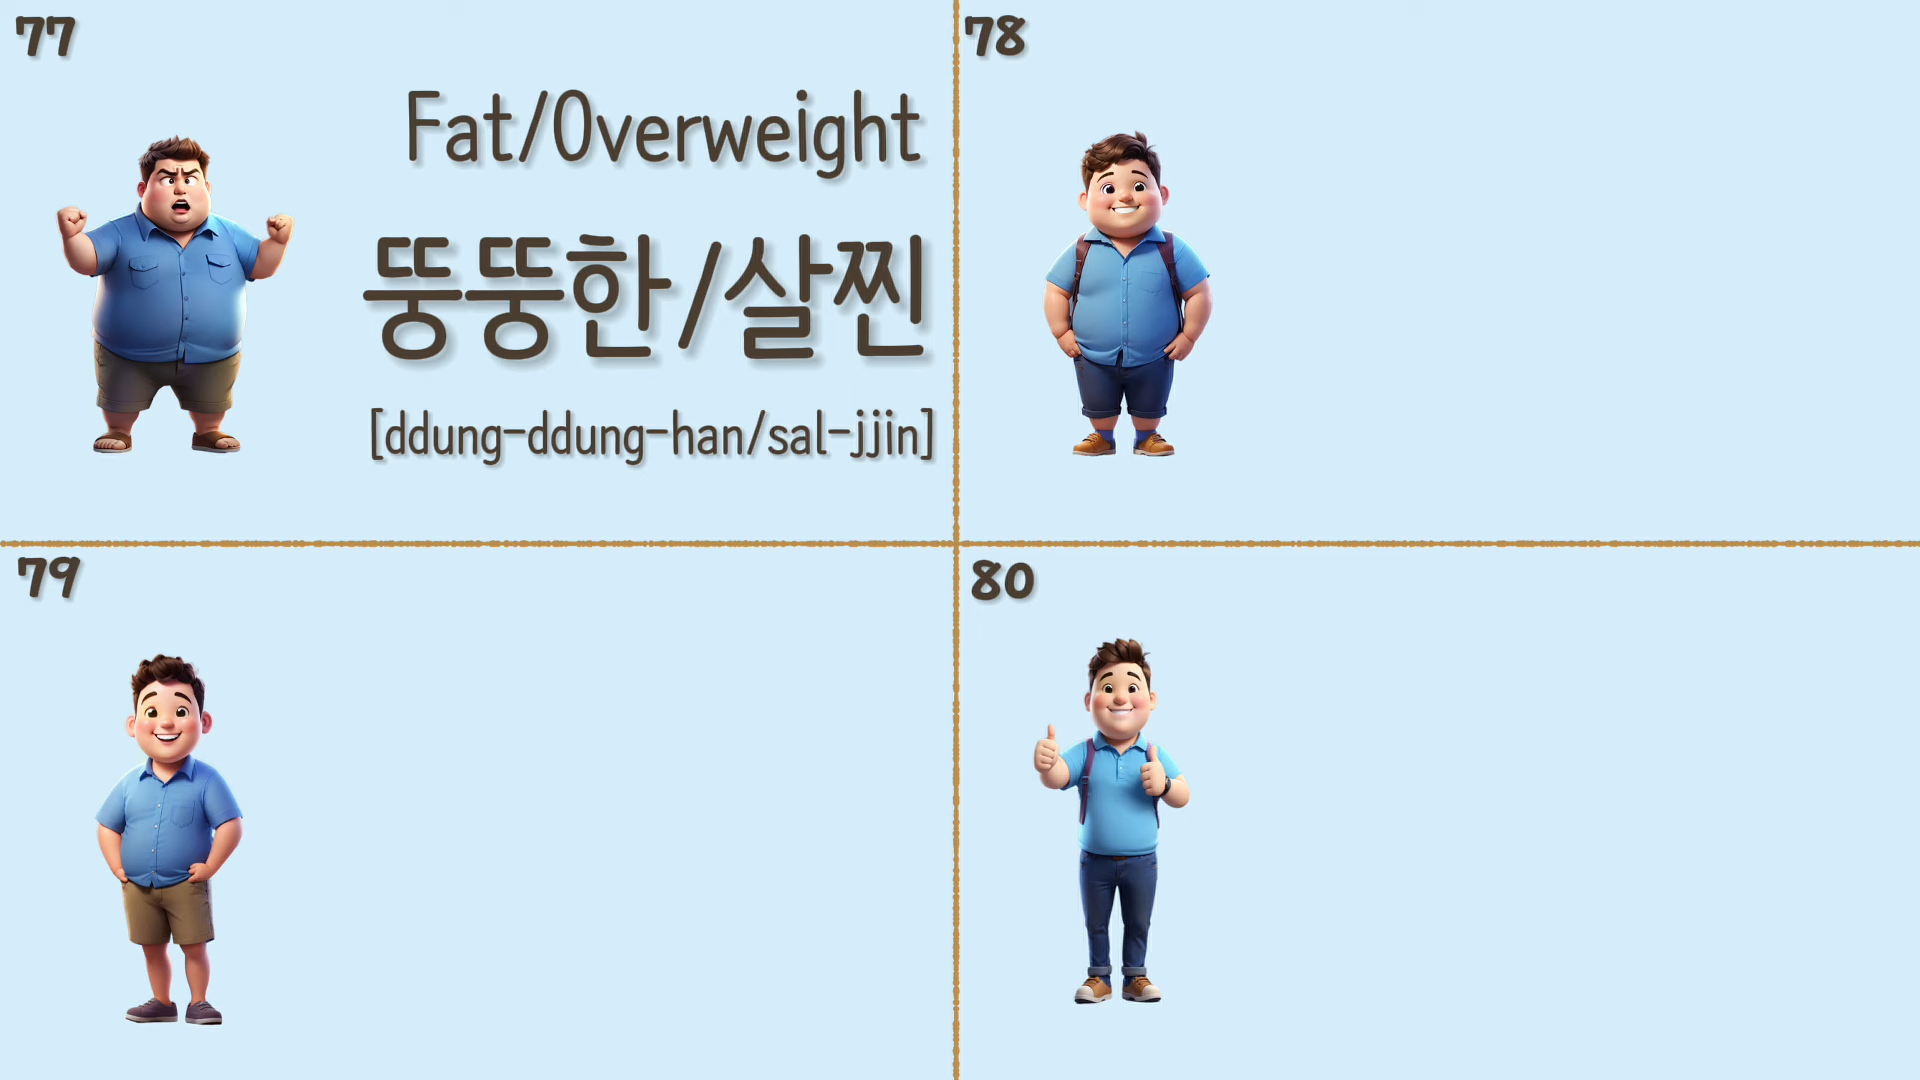 77
Fat/Overweight
뚱뚱한/살찐
[ddung-ddung-han/sal-jjin]
78
79
80